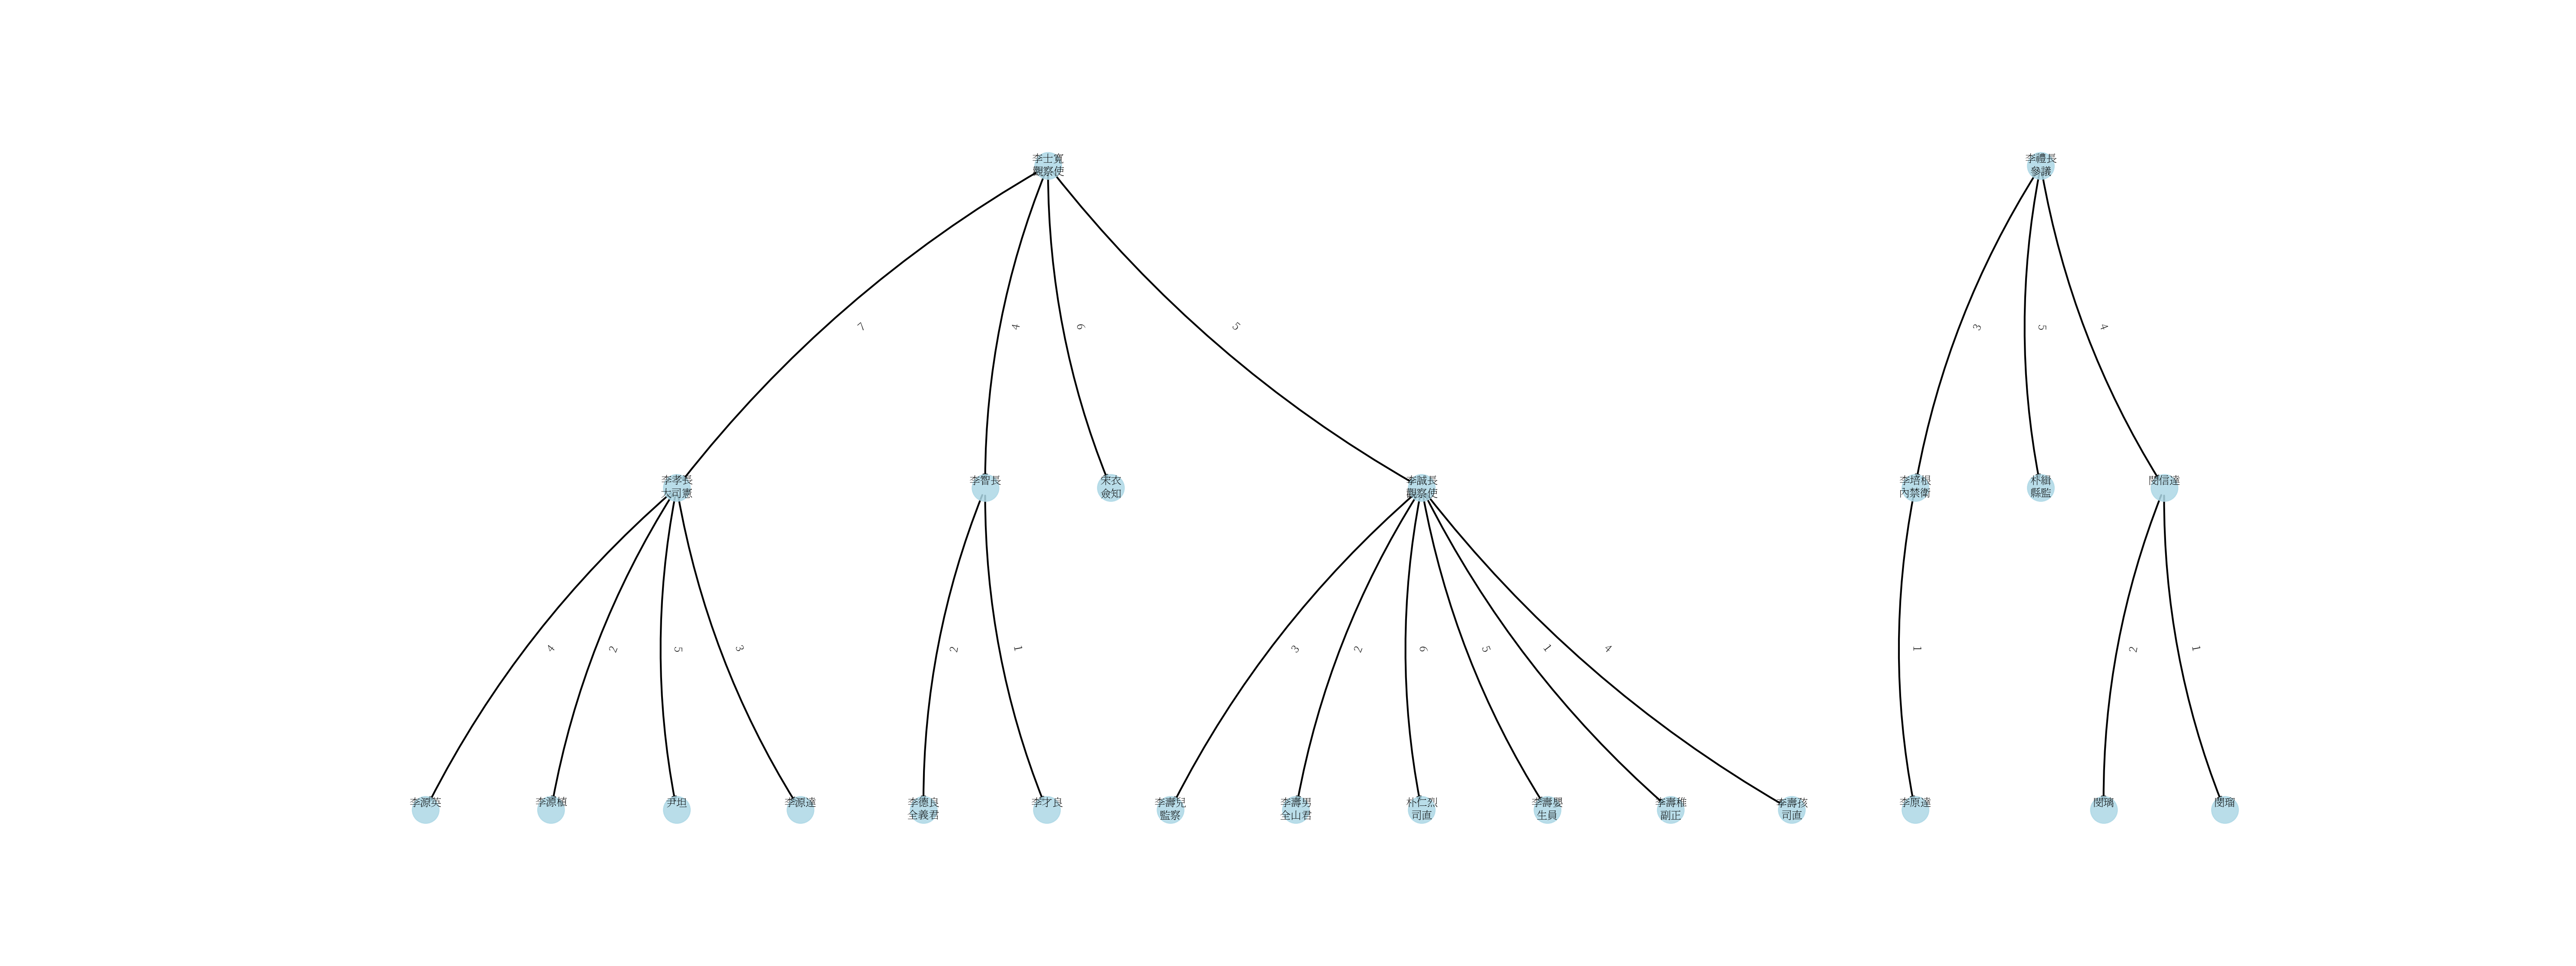 李士寬
觀察使
李禮長
參議
7
4
6
5
3
5
4
李孝長
大司憲
李智長
宋衣
僉知
李誠長
觀察使
李培根
內禁衛
朴緝
縣監
閔信達
4
2
5
3
2
1
3
2
6
5
1
4
1
2
1
李源英
李源植
尹坦
李源達
李德良
全義君
李才良
李壽兒
監察
李壽男
全山君
朴仁烈
司直
李壽嬰
生員
李壽稚
副正
李壽孩
司直
李原達
閔璃
閔瑠